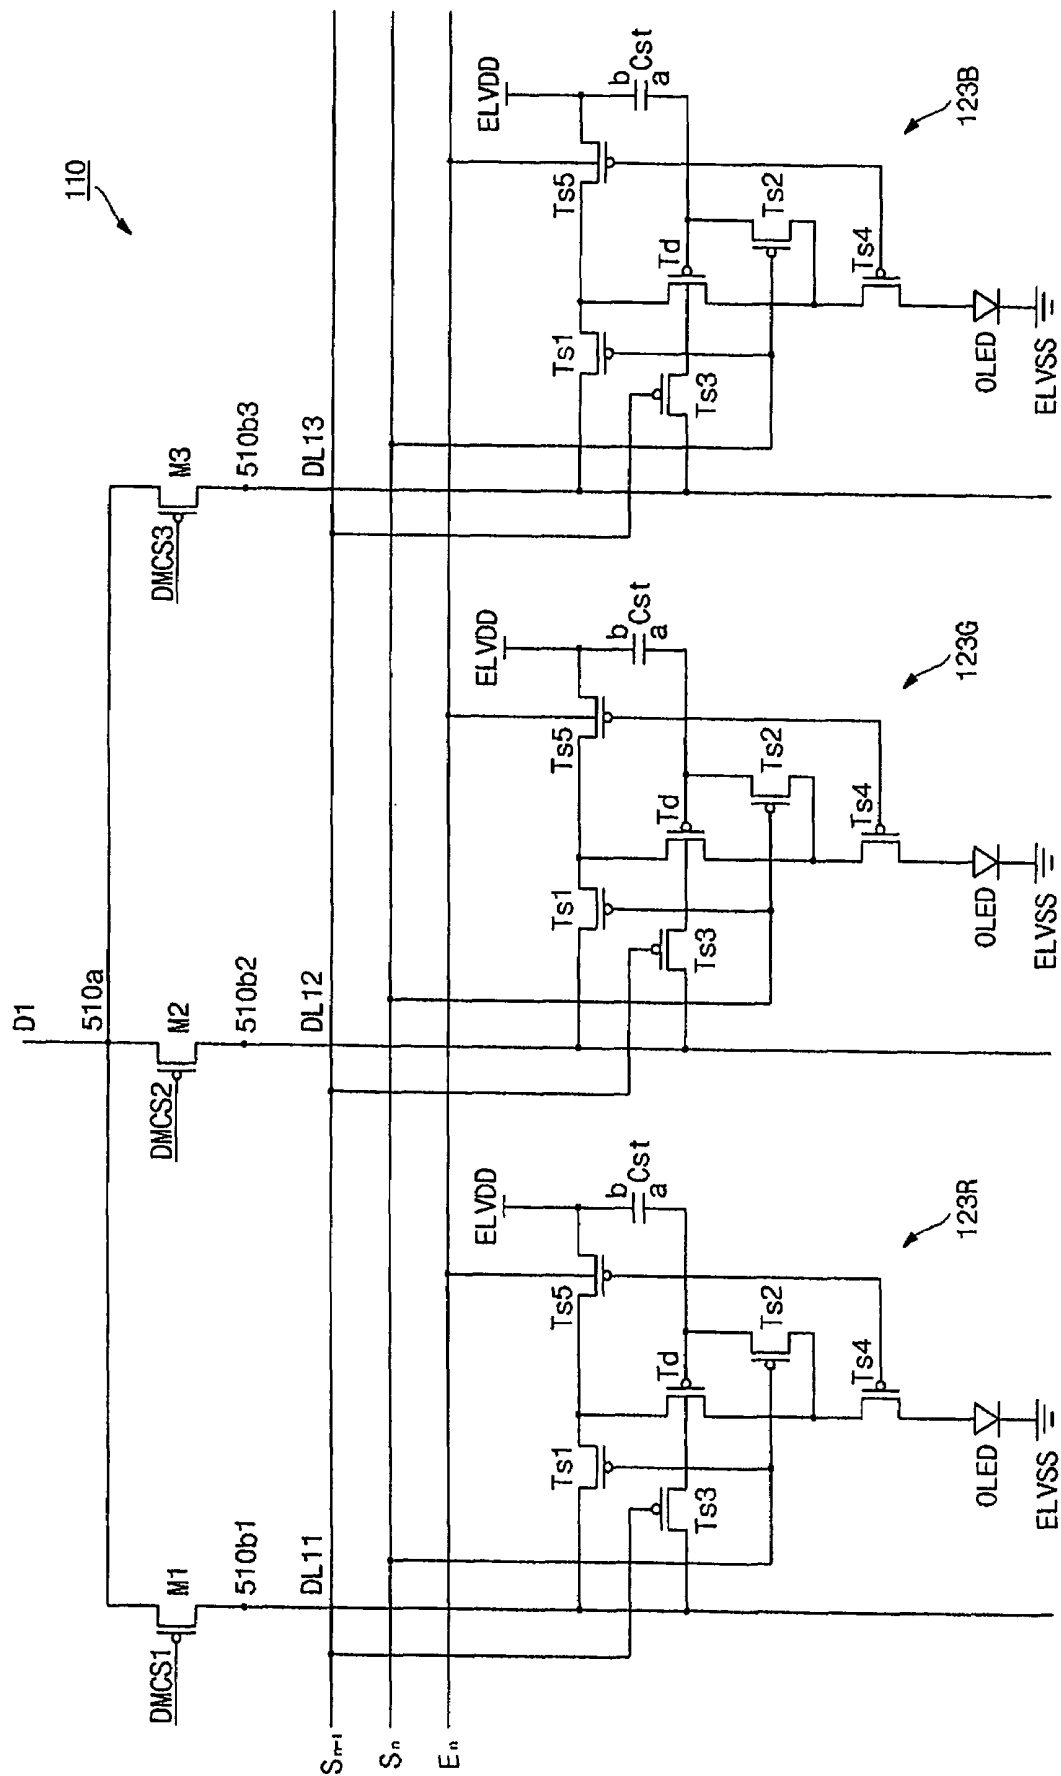 110
D1
510a
DMCS1
M1
DMCS2
M2
DMCS3
M3
510b1
510b2
510b3
DL11
DL12
DL13
Sn-1
Sn
En
ELVDD
ELVDD
ELVDD
Ts1
Ts5
b
Cst
a
Ts1
Ts5
b
Cst
a
Ts1
Ts5
b
Cst
a
Ts3
Td
Ts2
Ts3
Td
Ts2
Ts3
Td
Ts2
Ts4
Ts4
Ts4
123R
123G
123B
OLED
OLED
OLED
ELVSS
ELVSS
ELVSS